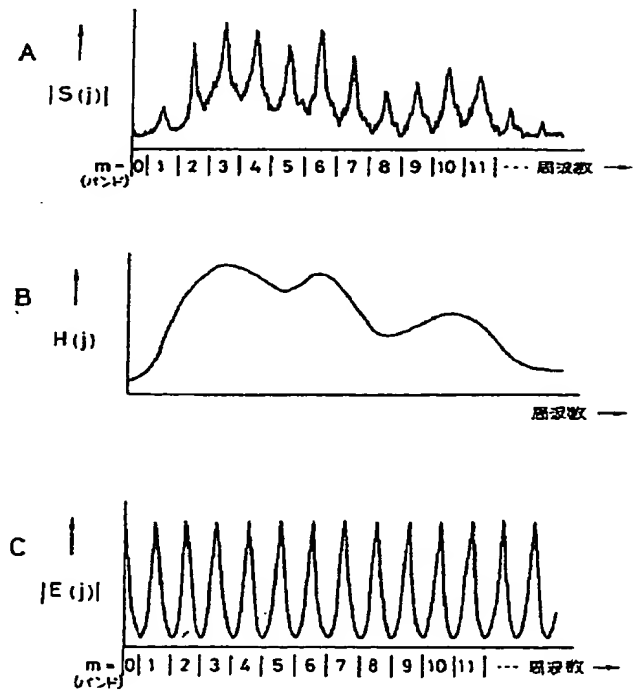 A ↑
|S(j)|
m= 0 | 1 | 2 | 3 | 4 | 5 | 6 | 7 | 8 | 9 | 10 | 11 | ··· 周波数 →
(バンド)
B ↑
H(j)
周波数 →
C ↑
|E(j)|
m= 0 | 1 | 2 | 3 | 4 | 5 | 6 | 7 | 8 | 9 | 10 | 11 | ··· 周波数 →
(バンド)